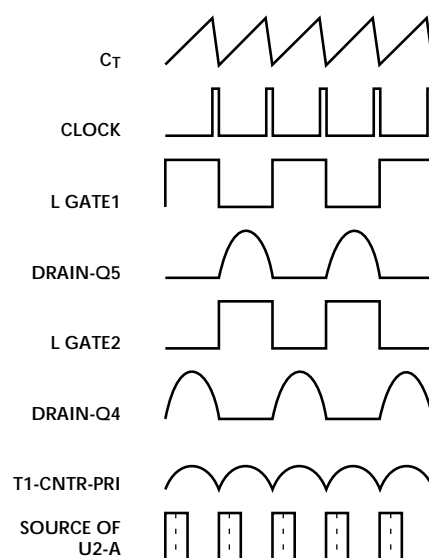 CT
CLOCK
L GATE1
DRAIN-Q5
L GATE2
DRAIN-Q4
T1-CNTR-PRI
SOURCE OF
U2-A